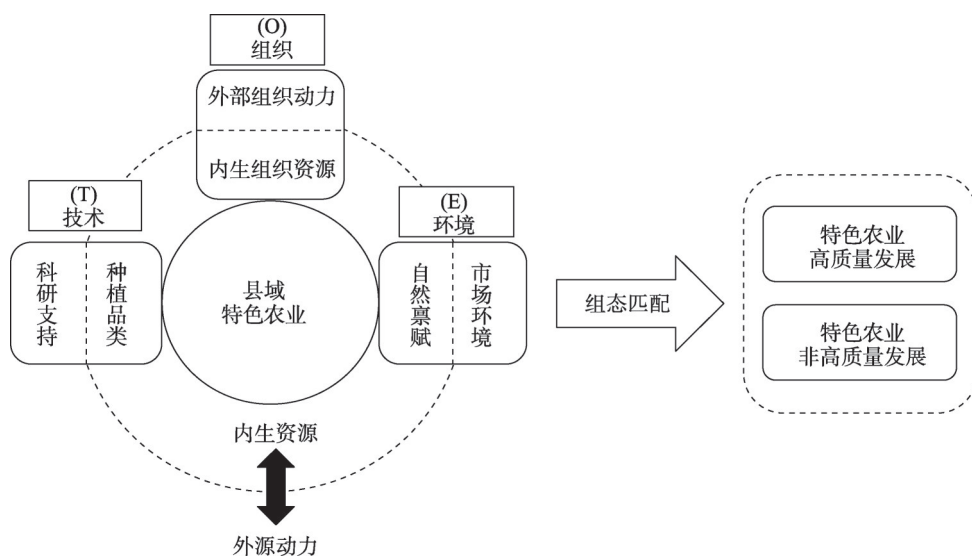 (O)
组织
外部组织动力
内生组织资源
(T)
技术
科研支持
种植品类
县域
特色农业
(E)
环境
自然禀赋
市场环境
内生资源
外源动力
组态匹配
特色农业
高质量发展
特色农业
非高质量发展